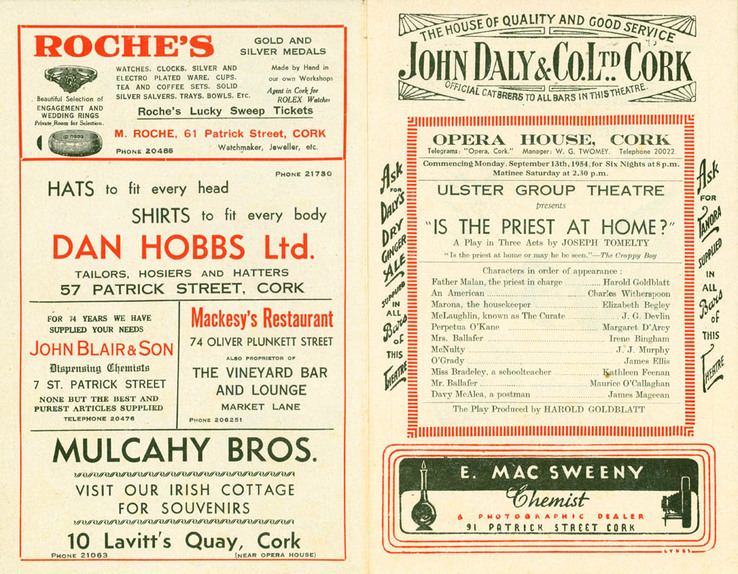 ROCHE'S
GOLD AND
SILVER MEDALS
WATCHES. CLOCKS. SILVER AND
ELECTRO PLATED WARE. CUPS.
TEA AND COFFEE SETS. SOLID
SILVER SALVERS. TRAYS. BOWLS. Etc.
Made by Hand in
our own Workshops
Agent in Cork for
ROLEX Watches
Beautiful Selection of
ENGAGEMENT AND
WEDDING RINGS
Private Room for Selection.
Roche's Lucky Sweep Tickets
M. ROCHE, 61 Patrick Street, CORK
PHONE 20485
Watchmaker, Jeweller, etc.
PHONE 21730
HATS to fit every head
SHIRTS to fit every body
DAN HOBBS Ltd.
TAILORS, HOSIERS AND HATTERS
57 PATRICK STREET, CORK
FOR 74 YEARS WE HAVE
SUPPLIED YOUR NEEDS
JOHN BLAIR & SON
Dispensing Chemists
7 ST. PATRICK STREET
NONE BUT THE BEST AND
PUREST ARTICLES SUPPLIED
TELEPHONE 20476
Mackesy's Restaurant
74 OLIVER PLUNKETT STREET
ALSO PROPRIETOR OF
THE VINEYARD BAR
AND LOUNGE
MARKET LANE
PHONE 206251
MULCAHY BROS.
VISIT OUR IRISH COTTAGE
FOR SOUVENIRS
10 Lavitt's Quay, Cork
PHONE 21063
(NEAR OPERA HOUSE)
THE HOUSE OF QUALITY AND GOOD SERVICE
JOHN DALY & CO. LTD. CORK
OFFICIAL CATERERS TO ALL BARS IN THIS THEATRE.
Ask
FOR
DALY'S
DRY
GINGER
ALE
SUPPLIED
IN
ALL
Bars
OF
THIS
THEATRE
OPERA HOUSE, CORK
Telegrams: "Opera, Cork." Manager: W. G. TWOMEY. Telephone 20022.
Commencing Monday, September 13th, 1954, for Six Nights at 8 p.m.
Matinee Saturday at 2.30 p.m.
ULSTER GROUP THEATRE
presents
"IS THE PRIEST AT HOME?"
A Play in Three Acts by JOSEPH TOMELTY
"Is the priest at home or may he be seen."—The Croppy Boy
Characters in order of appearance :
Father Malan, the priest in charge Harold Goldblatt
An American Charles Witherspoon
Marona, the housekeeper Elizabeth Begley
McLaughlin, known as The Curate J. G. Devlin
Perpetua O'Kane Margaret D'Arcy
Mrs. Ballafer Irene Bingham
McNulty J. J. Murphy
O'Grady James Ellis
Miss Bradeley, a schoolteacher Kathleen Feenan
Mr. Ballafer Maurice O'Callaghan
Davy McAlea, a postman James Mageean
The Play Produced by HAROLD GOLDBLATT
Ask
FOR
TANORA
SUPPLIED
IN
ALL
Bars
OF
THIS
THEATRE
E. MAC SWEENY
Chemist
& PHOTOGRAPHIC DEALER
91 PATRICK STREET CORK
LYNES